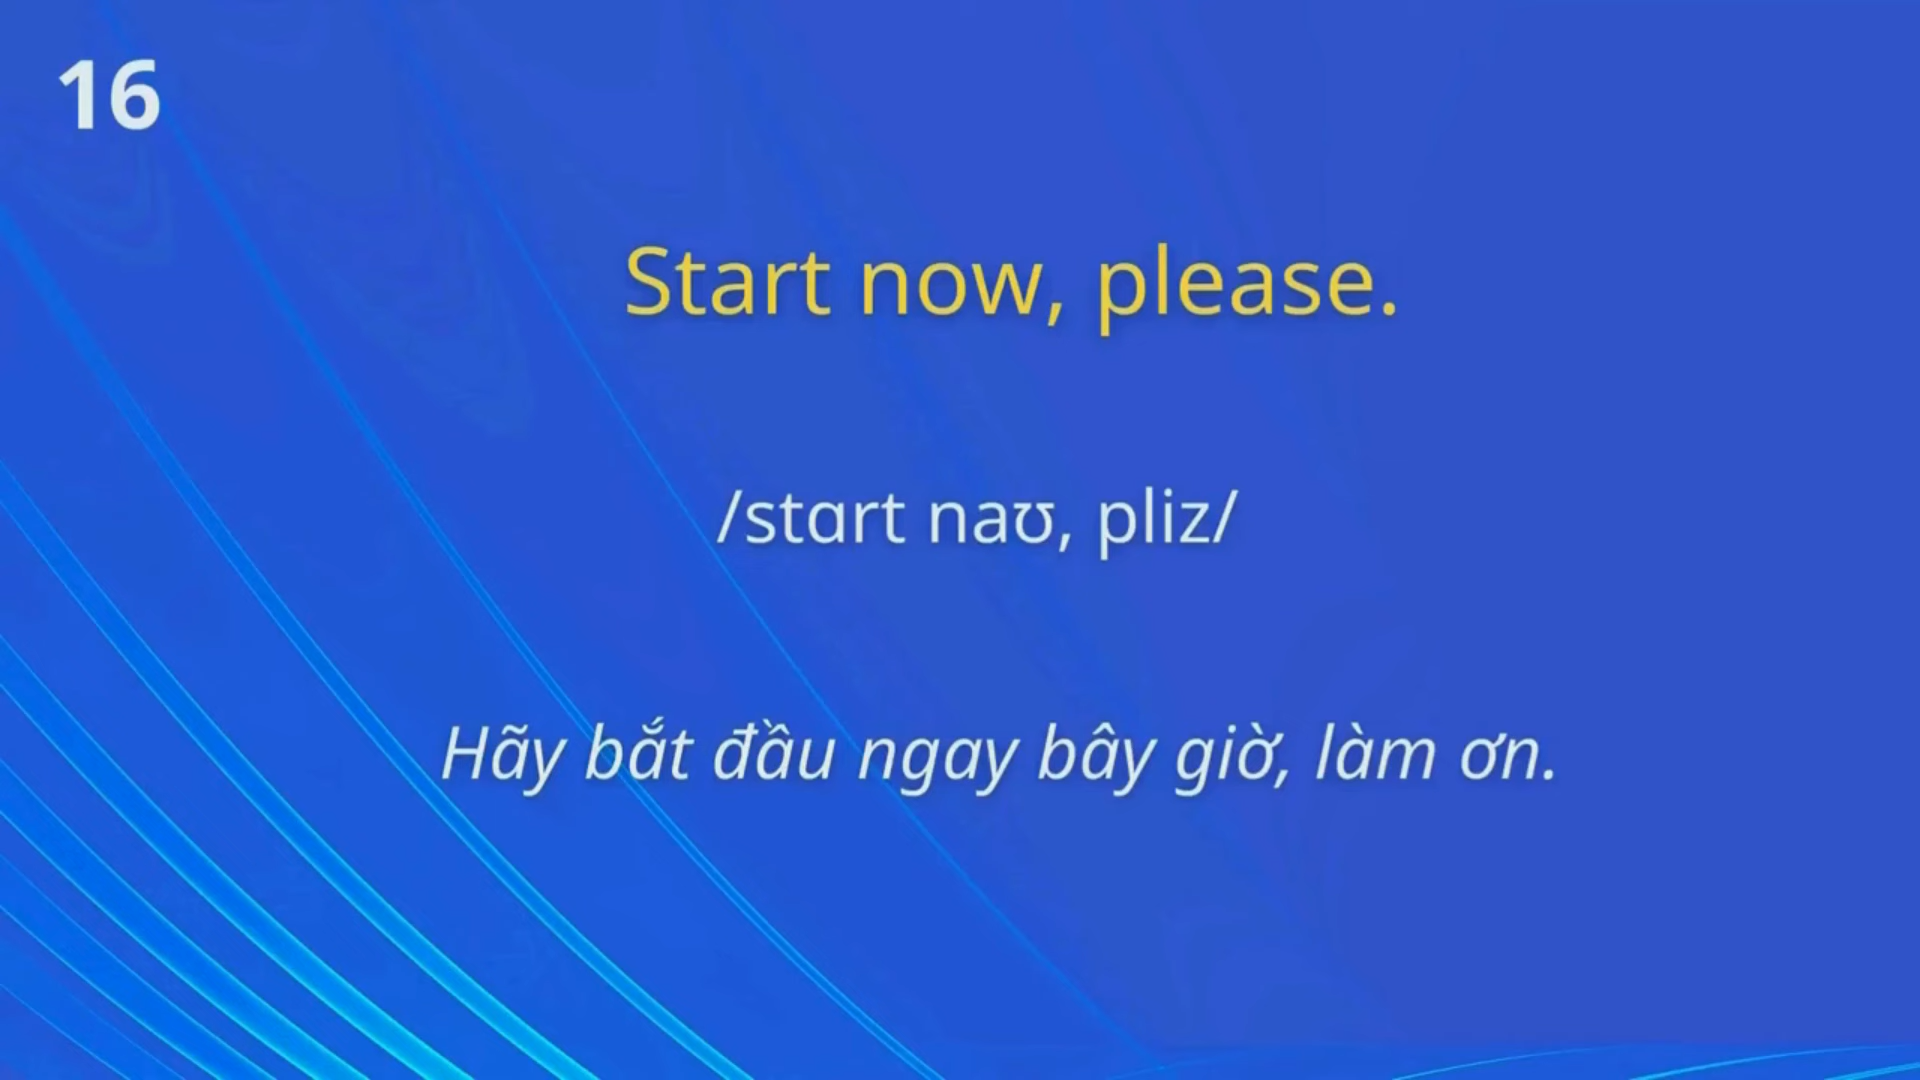 16
Start now, please.
/stɑrt naʊ, pliz/
Hãy bắt đầu ngay bây giờ, làm ơn.